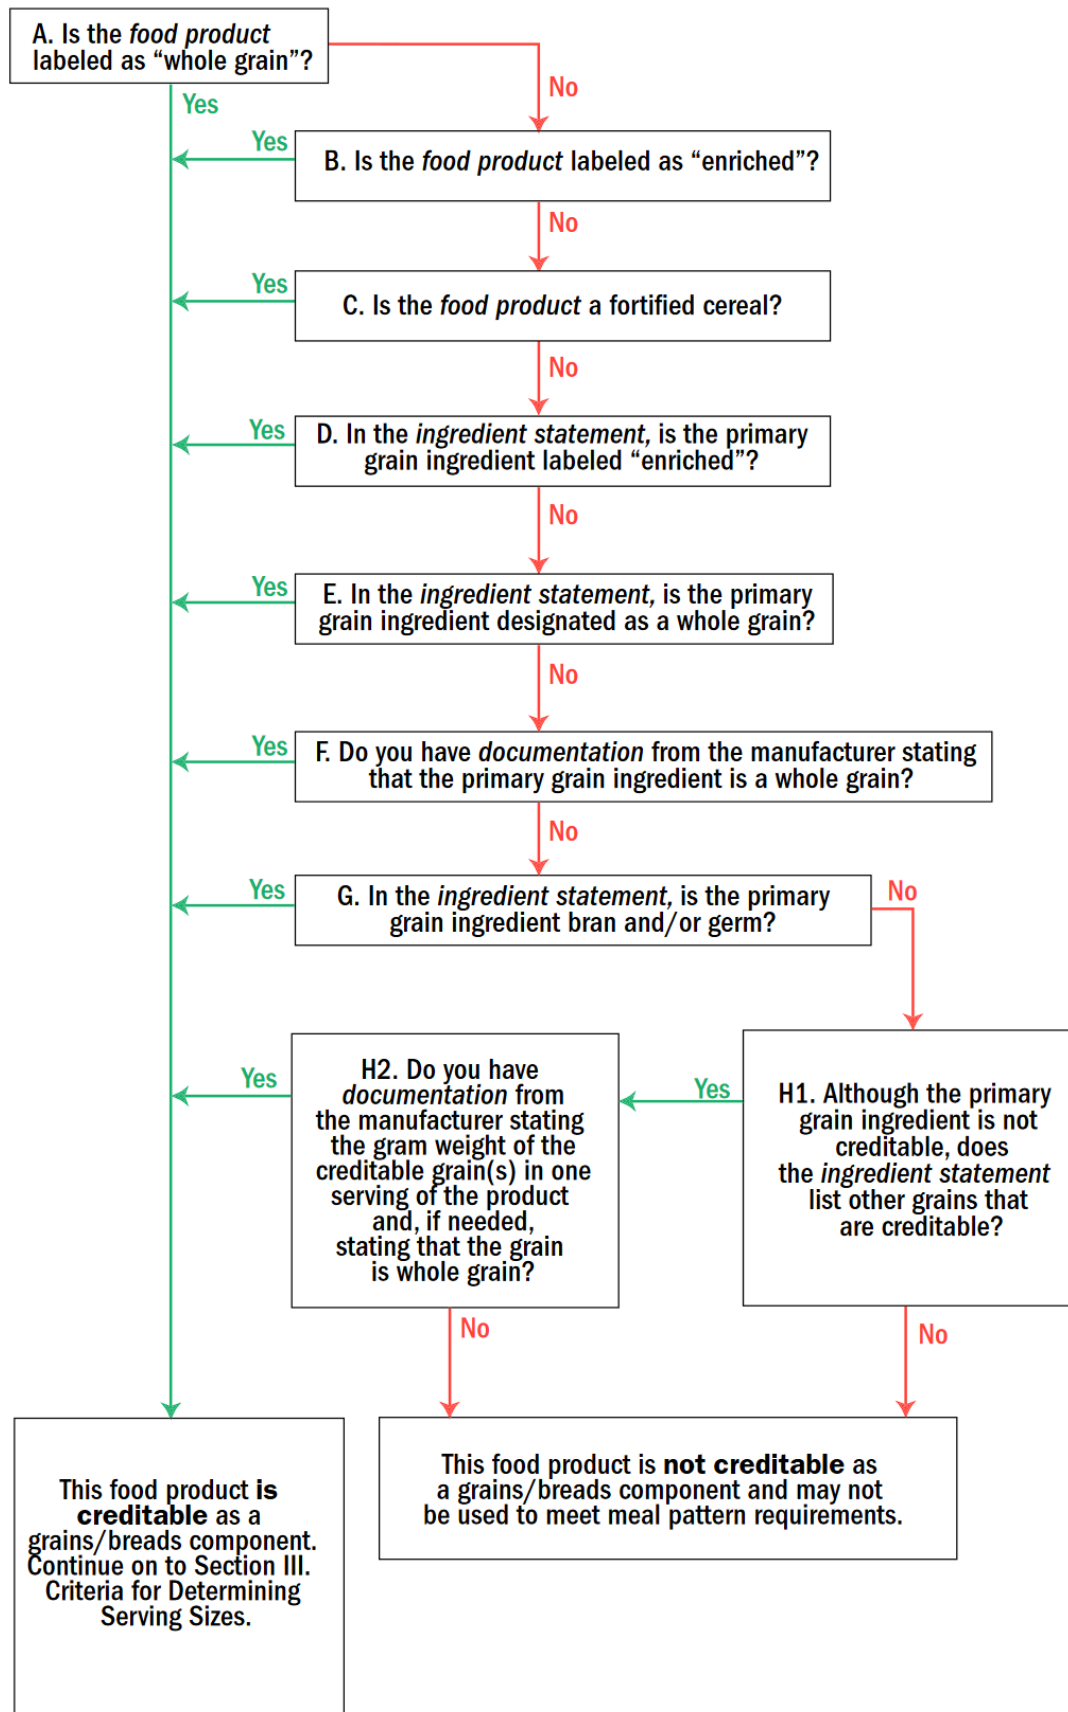 A. Is the food product
labeled as “whole grain”?
No
Yes
Yes
B. Is the food product labeled as “enriched”?
No
Yes
C. Is the food product a fortified cereal?
No
Yes
D. In the ingredient statement, is the primary
grain ingredient labeled “enriched”?
No
Yes
E. In the ingredient statement, is the primary
grain ingredient designated as a whole grain?
No
Yes
F. Do you have documentation from the manufacturer stating
that the primary grain ingredient is a whole grain?
No
Yes
G. In the ingredient statement, is the primary
grain ingredient bran and/or germ?
No
H1. Although the primary
grain ingredient is not
creditable, does
the ingredient statement
list other grains that
are creditable?
Yes
No
H2. Do you have
documentation from
the manufacturer stating
the gram weight of the
creditable grain(s) in one
serving of the product
and, if needed,
stating that the grain
is whole grain?
Yes
No
This food product is
creditable as a
grains/breads component.
Continue on to Section III.
Criteria for Determining
Serving Sizes.
This food product is not creditable as
a grains/breads component and may not
be used to meet meal pattern requirements.